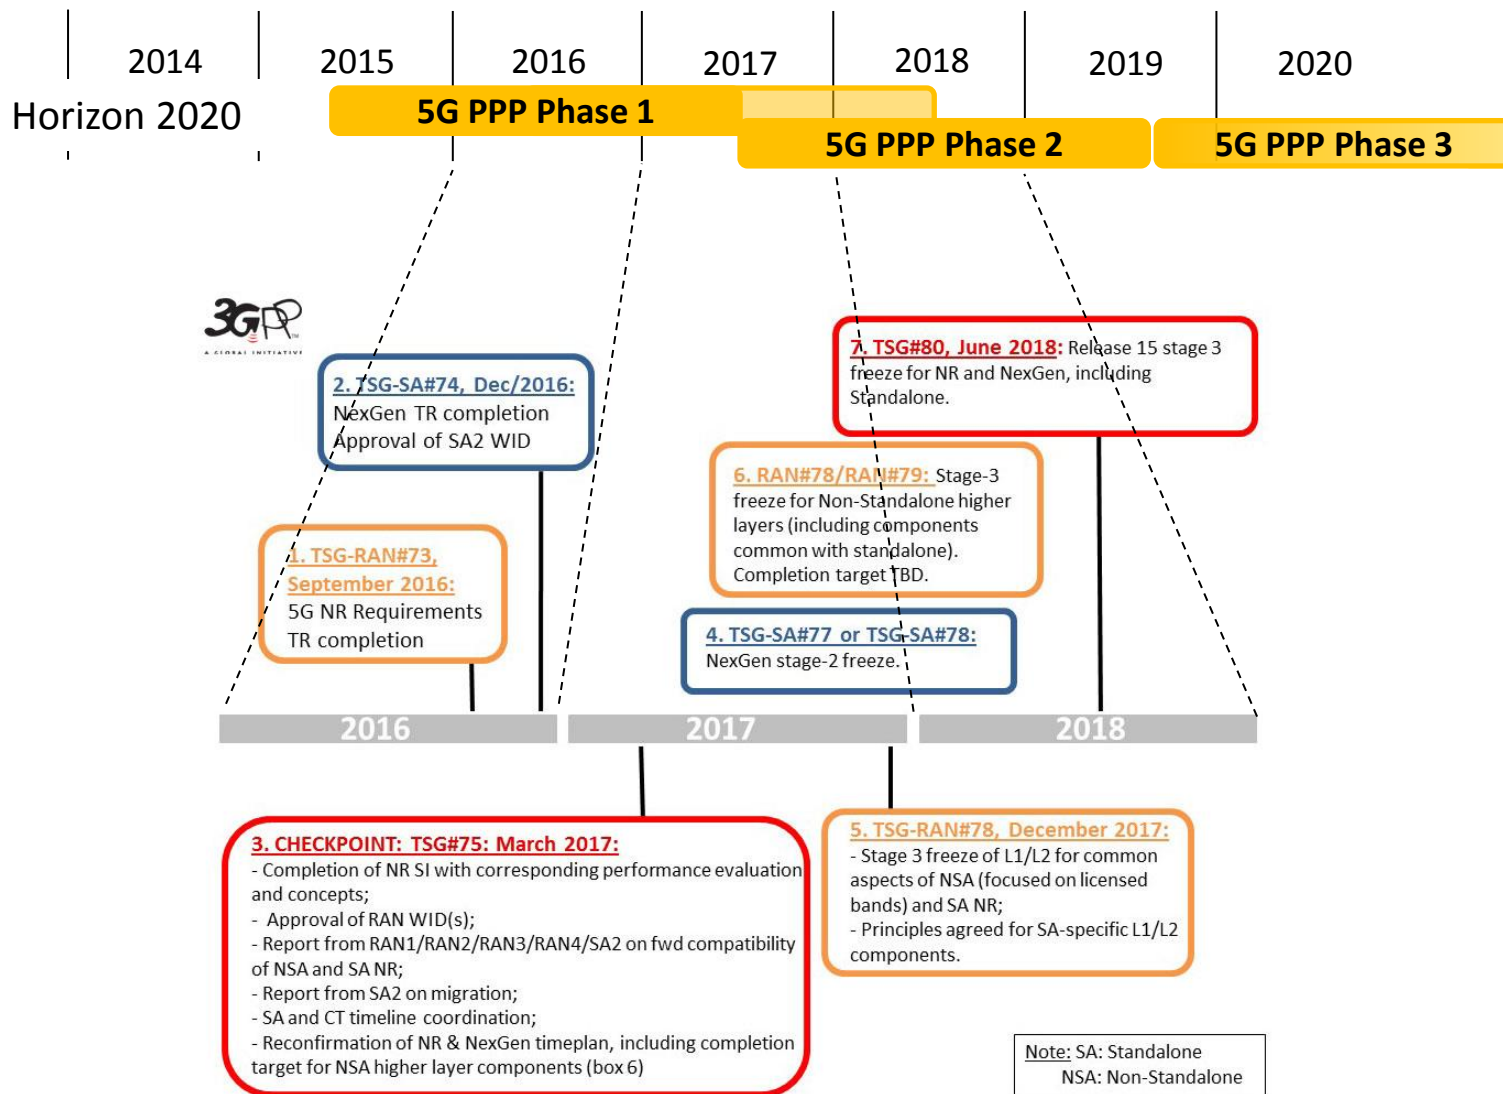 2014
2015
2016
2017
2018
2019
2020
Horizon 2020
5G PPP Phase 1
5G PPP Phase 2
5G PPP Phase 3
3GPP
TM
A GLOBAL INITIATIVE
7. TSG#80, June 2018: Release 15 stage 3
freeze for NR and NexGen, including
Standalone.
2. TSG-SA#74, Dec/2016:
NexGen TR completion
Approval of SA2 WID
6. RAN#78/RAN#79: Stage-3
freeze for Non-Standalone higher
layers (including components
common with standalone).
Completion target TBD.
1. TSG-RAN#73,
September 2016:
5G NR Requirements
TR completion
4. TSG-SA#77 or TSG-SA#78:
NexGen stage-2 freeze.
2016
2017
2018
3. CHECKPOINT: TSG#75: March 2017:
- Completion of NR SI with corresponding performance evaluation
and concepts;
- Approval of RAN WID(s);
- Report from RAN1/RAN2/RAN3/RAN4/SA2 on fwd compatibility
of NSA and SA NR;
- Report from SA2 on migration;
- SA and CT timeline coordination;
- Reconfirmation of NR & NexGen timeplan, including completion
target for NSA higher layer components (box 6)
5. TSG-RAN#78, December 2017:
- Stage 3 freeze of L1/L2 for common
aspects of NSA (focused on licensed
bands) and SA NR;
- Principles agreed for SA-specific L1/L2
components.
Note: SA: Standalone
NSA: Non-Standalone